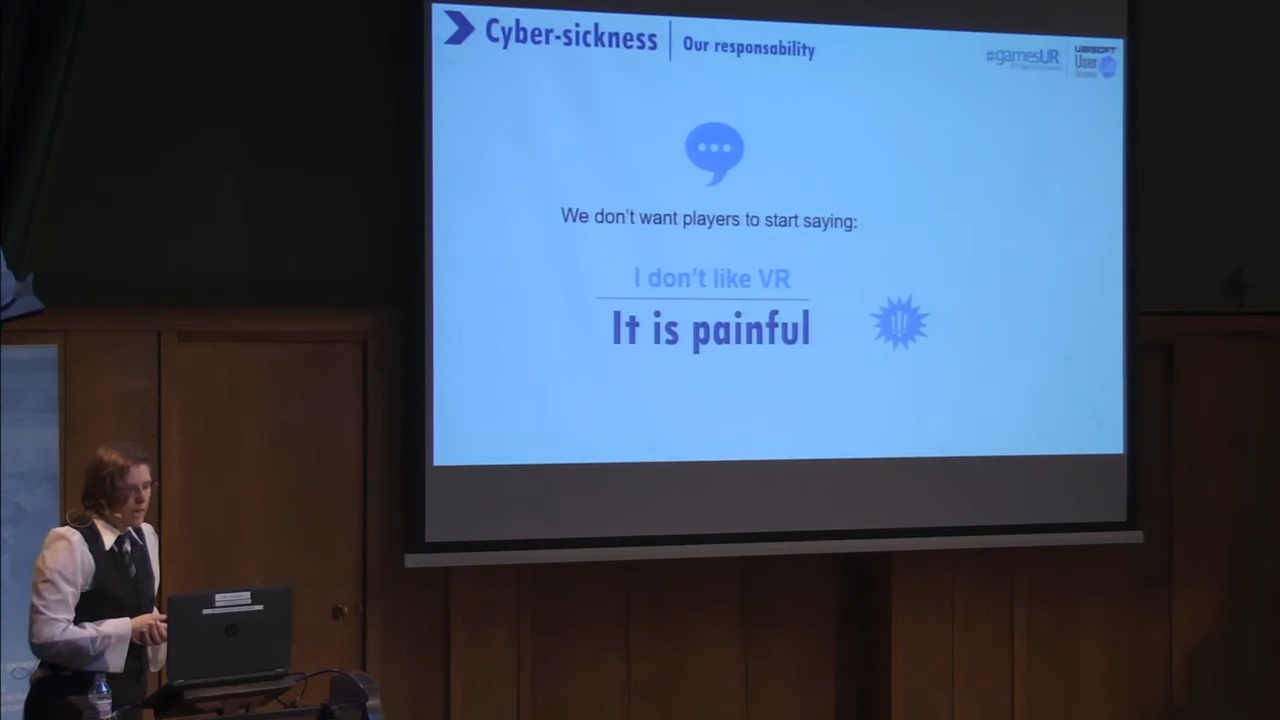 Cyber-sickness
Our responsability
#gamesUR
UBISOFT
User
We don't want players to start saying:
I don't like VR
It is painful
!!!
hp